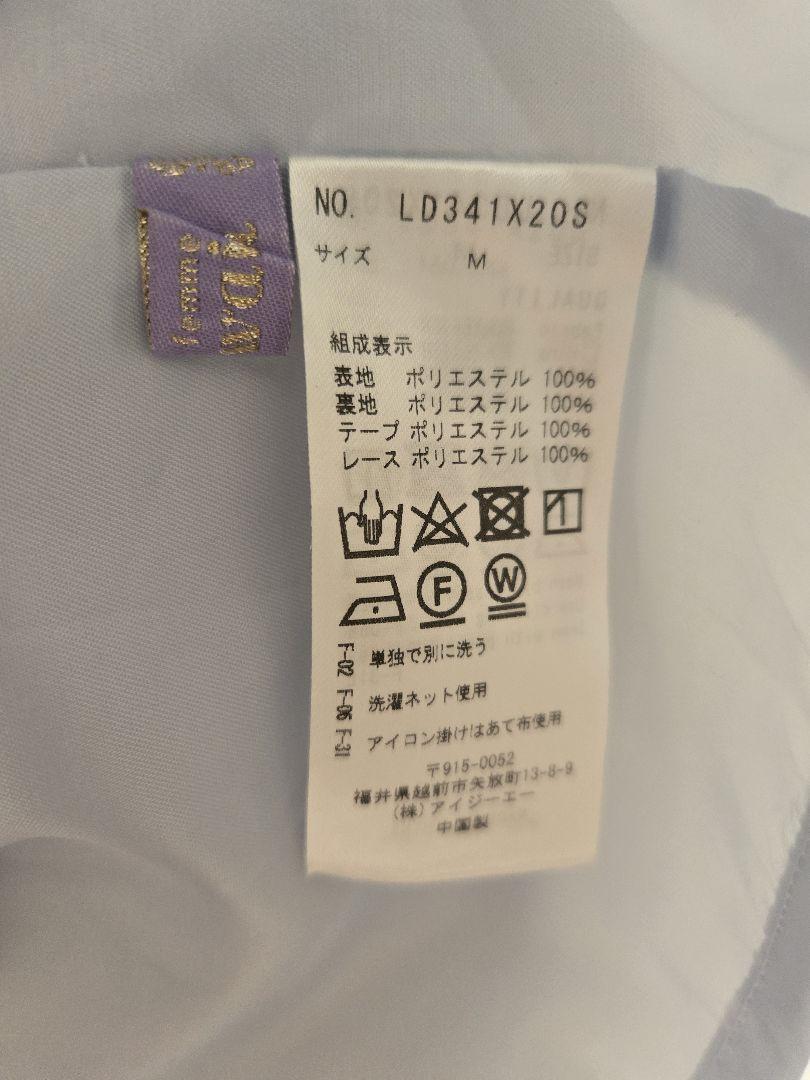 NO. LD341X20S
サイズ M
組成表示
表地 ポリエステル 100%
裏地 ポリエステル 100%
テープ ポリエステル 100%
レース ポリエステル 100%
F
W
F-02 単独で別に洗う
F-06 洗濯ネット使用
F-31 アイコン掛けはあて布使用
〒915-0052
福井県越前市矢放町13-8-9
(株)アイジーエー
中国製
femme